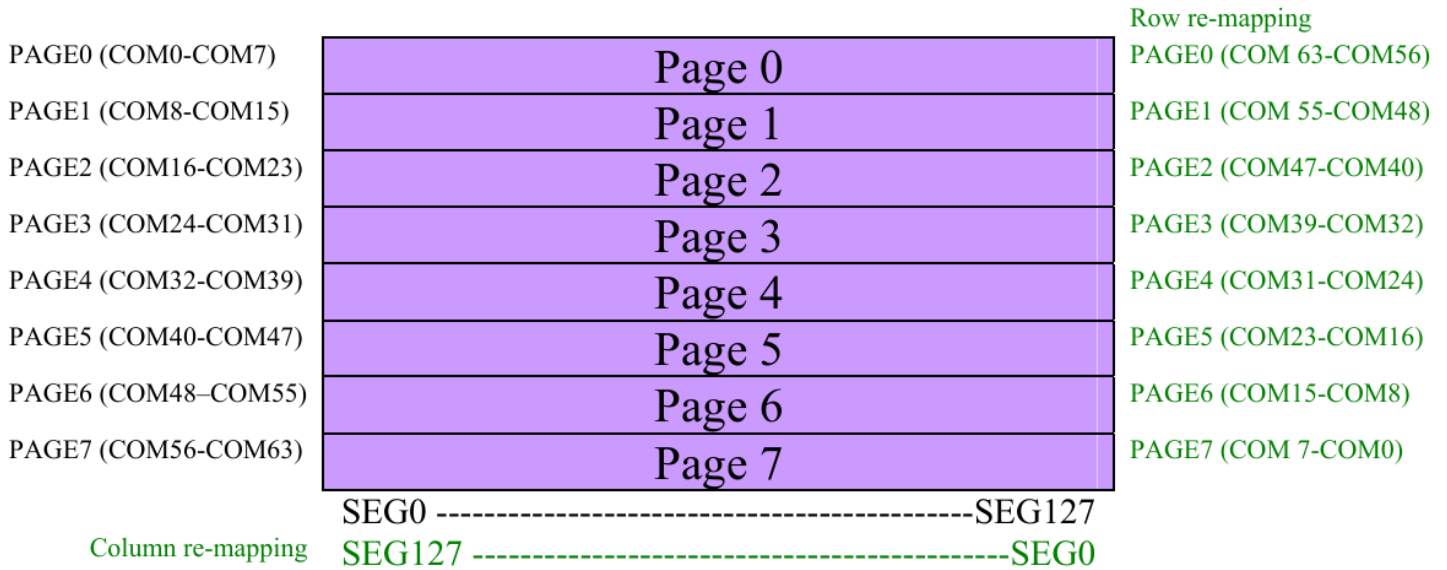 Row re-mapping
PAGE0 (COM0-COM7) Page 0 PAGE0 (COM 63-COM56)
PAGE1 (COM8-COM15) Page 1 PAGE1 (COM 55-COM48)
PAGE2 (COM16-COM23) Page 2 PAGE2 (COM47-COM40)
PAGE3 (COM24-COM31) Page 3 PAGE3 (COM39-COM32)
PAGE4 (COM32-COM39) Page 4 PAGE4 (COM31-COM24)
PAGE5 (COM40-COM47) Page 5 PAGE5 (COM23-COM16)
PAGE6 (COM48–COM55) Page 6 PAGE6 (COM15-COM8)
PAGE7 (COM56-COM63) Page 7 PAGE7 (COM 7-COM0)
SEG0 ---------------------------------------------SEG127
Column re-mapping SEG127 ---------------------------------------------SEG0